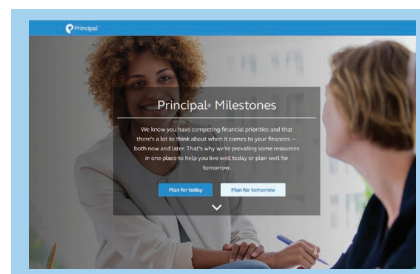 Principal
Principal® Milestones
We know you have competing financial priorities and that
there's a lot to think about when it comes to your finances —
both now and later. That's why we're providing some resources
in one place to help you live well today or plan well for
tomorrow.
Plan for today
Plan for tomorrow